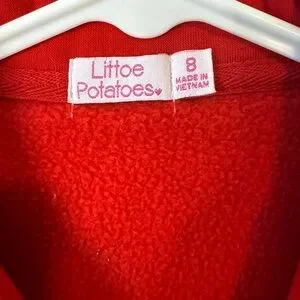 Littoe
Potatoes♥
8
MADE IN
VIETNAM